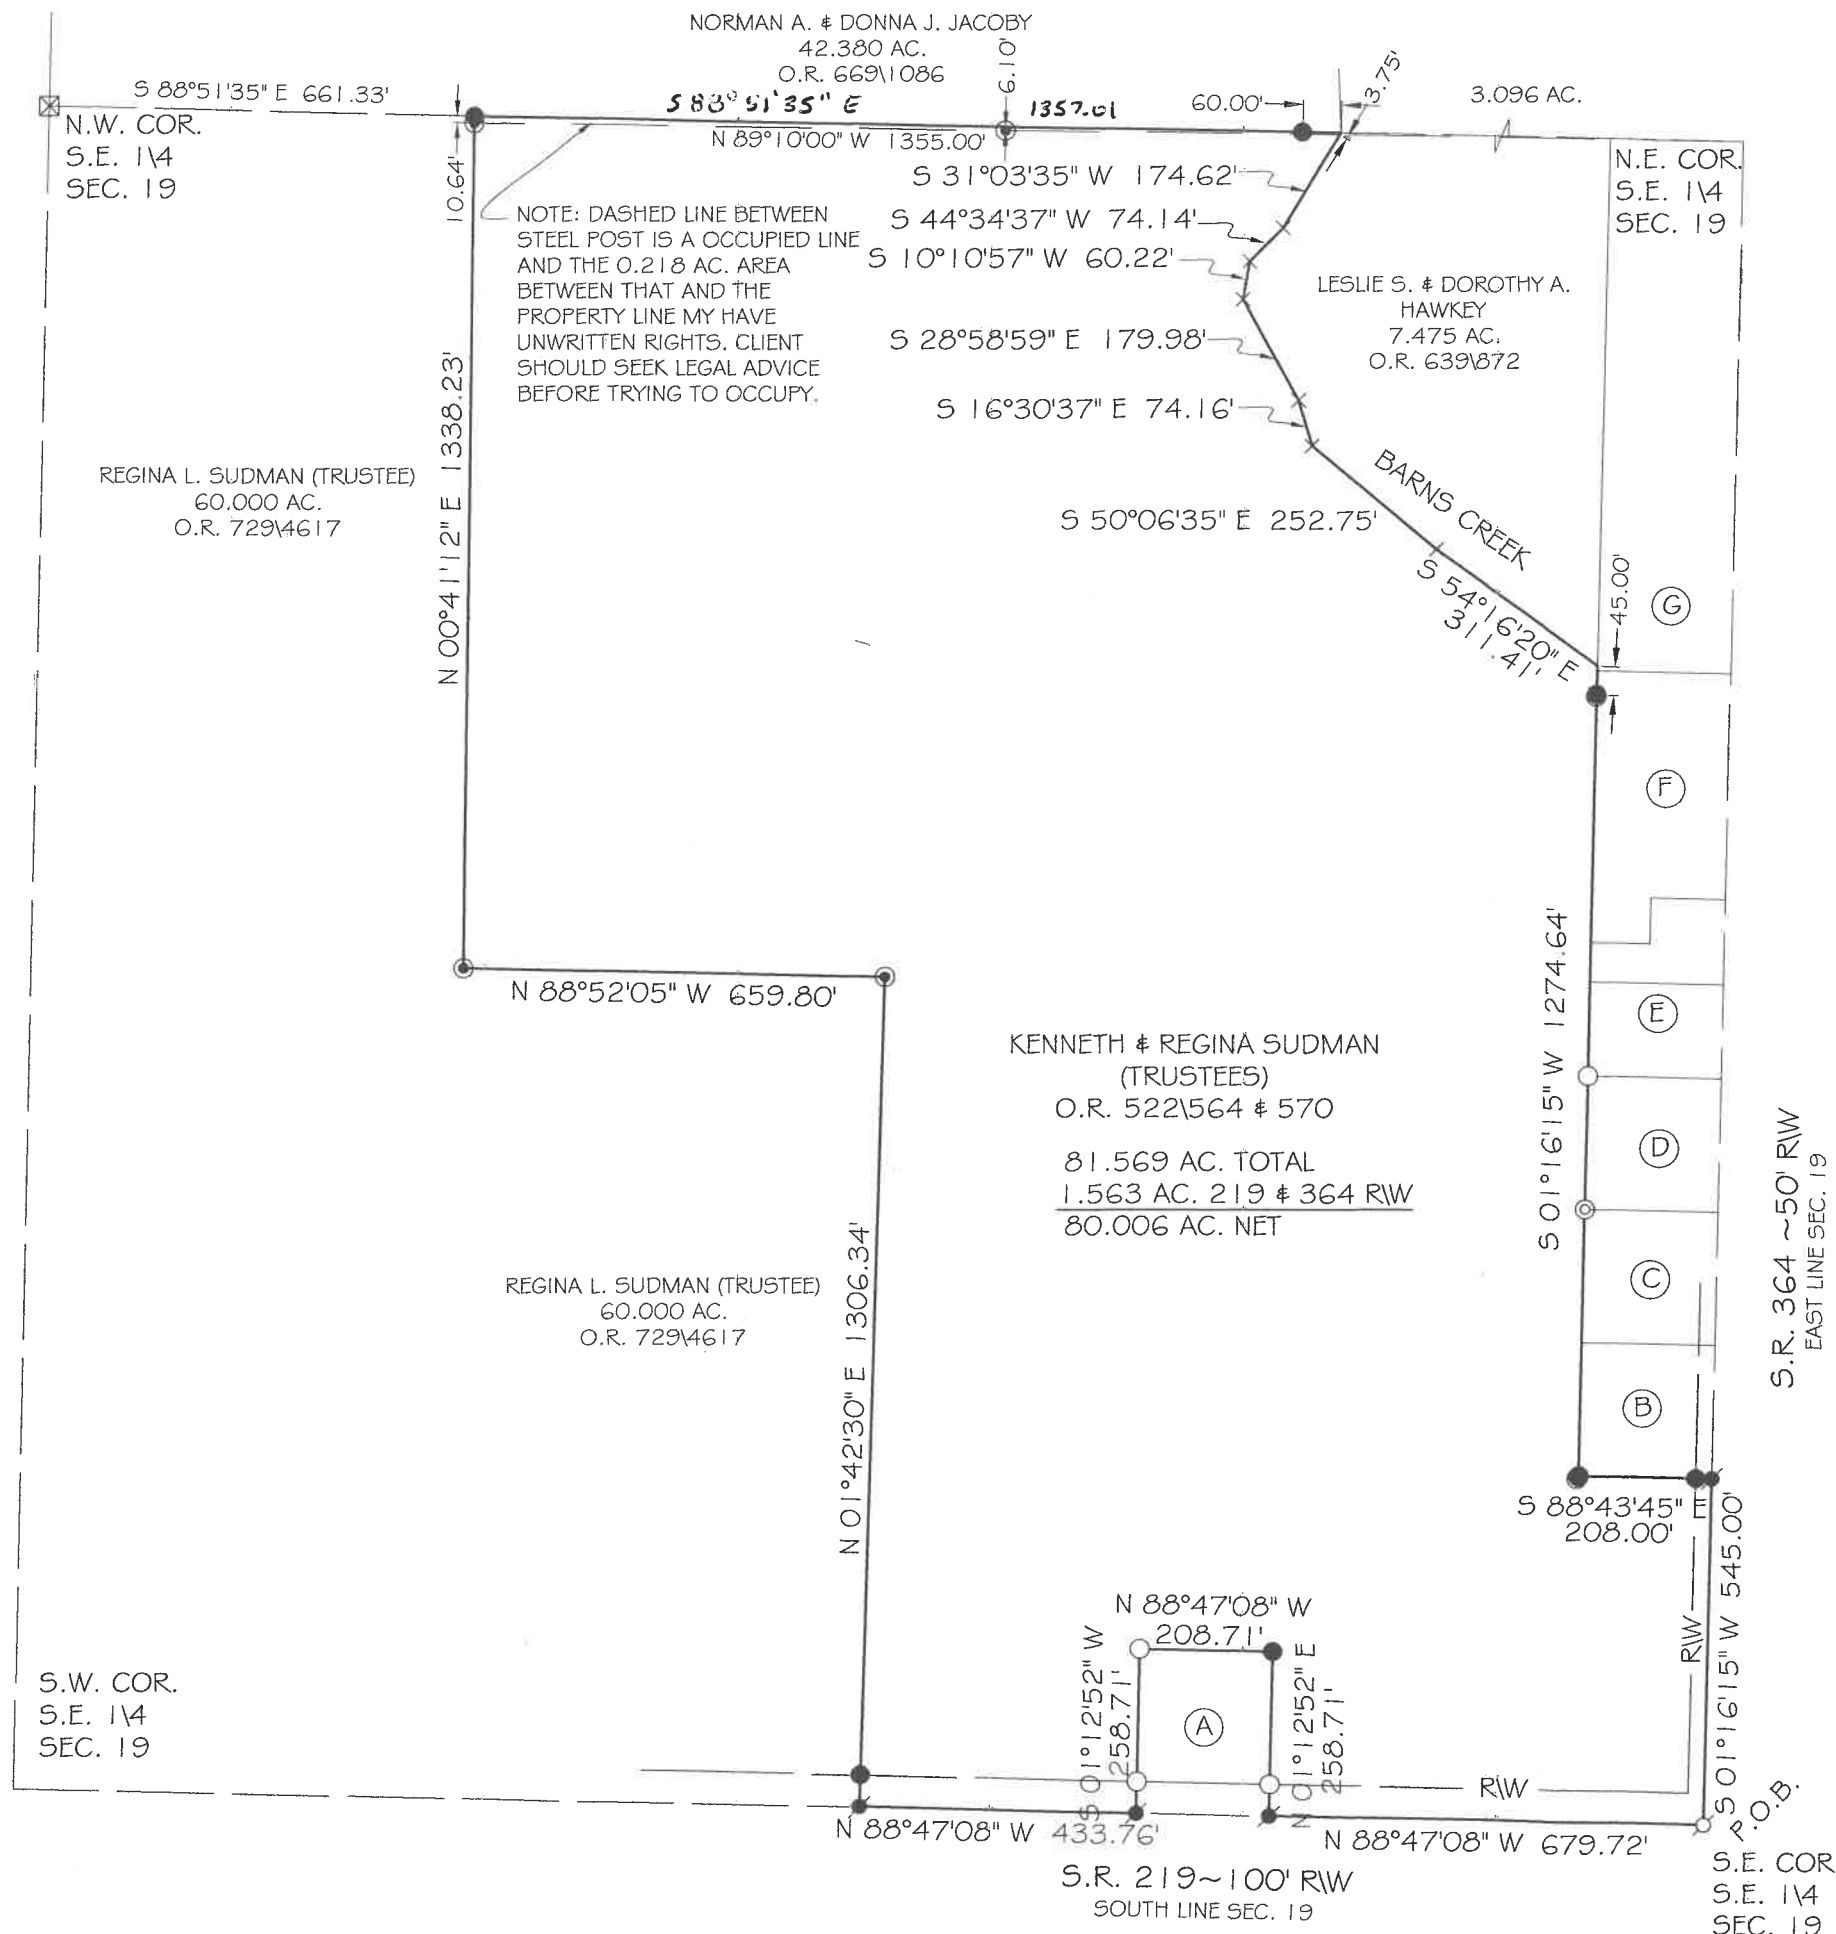 NORMAN A. & DONNA J. JACOBY
42.380 AC.
O.R. 669\1086
6.10'
3.75'
S 88°51'35" E 661.33'
S 88° 51' 35" E
1357.01
60.00'
3.096 AC.
N 89°10'00" W 1355.00'
N.W. COR.
S.E. 1\4
SEC. 19
10.64'
N.E. COR.
S.E. 1\4
SEC. 19
S 31°03'35" W 174.62'
S 44°34'37" W 74.14'
S 10°10'57" W 60.22'
S 28°58'59" E 179.98'
S 16°30'37" E 74.16'
NOTE: DASHED LINE BETWEEN
STEEL POST IS A OCCUPIED LINE
AND THE 0.218 AC. AREA
BETWEEN THAT AND THE
PROPERTY LINE MY HAVE
UNWRITTEN RIGHTS. CLIENT
SHOULD SEEK LEGAL ADVICE
BEFORE TRYING TO OCCUPY.
LESLIE S. & DOROTHY A.
HAWKEY
7.475 AC.
O.R. 639\872
N 00°41'12" E 1338.23'
REGINA L. SUDMAN (TRUSTEE)
60.000 AC.
O.R. 729\4617
BARNS CREEK
S 50°06'35" E 252.75'
S 54°16'20" E
311.41'
45.00'
G
F
N 88°52'05" W 659.80'
S 01°16'15" W 1274.64'
E
KENNETH & REGINA SUDMAN
(TRUSTEES)
O.R. 522\564 & 570
81.569 AC. TOTAL
1.563 AC. 219 & 364 R\W
80.006 AC. NET
D
S.R. 364 ~50' R\W
EAST LINE SEC. 19
C
REGINA L. SUDMAN (TRUSTEE)
60.000 AC.
O.R. 729\4617
N 01°42'30" E 1306.34'
B
S 88°43'45" E
208.00'
S 01°16'15" W 545.00'
R\W
N 88°47'08" W
208.71'
S 01°12'52" W
258.71'
A
N 01°12'52" E
258.71'
S.W. COR.
S.E. 1\4
SEC. 19
R\W
P.O.B.
N 88°47'08" W 433.76'
N 88°47'08" W 679.72'
S.R. 219~100' R\W
SOUTH LINE SEC. 19
S.E. COR
S.E. 1\4
SEC. 19